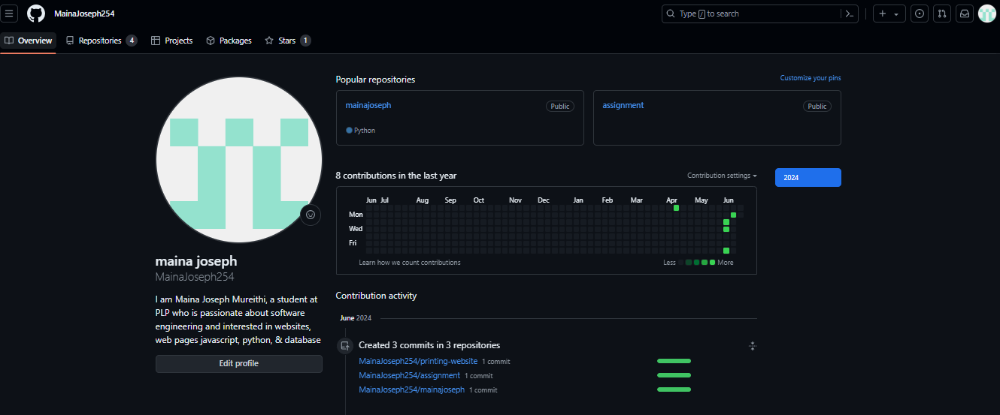 MainaJoseph254
Type / to search
Overview Repositories 4 Projects Packages Stars 1
Popular repositories Customize your pins
mainajoseph Public
Python
assignment Public
8 contributions in the last year Contribution settings
2024
Jun Jul Aug Sep Oct Nov Dec Jan Feb Mar Apr May Jun
Mon
Wed
Fri
Learn how we count contributions Less More
maina joseph
MainaJoseph254
I am Maina Joseph Mureithi, a student at
PLP who is passionate about software
engineering and interested in websites,
web pages javascript, python, & database
Edit profile
Contribution activity
June 2024
Created 3 commits in 3 repositories
MainaJoseph254/printing-website 1 commit
MainaJoseph254/assignment 1 commit
MainaJoseph254/mainajoseph 1 commit